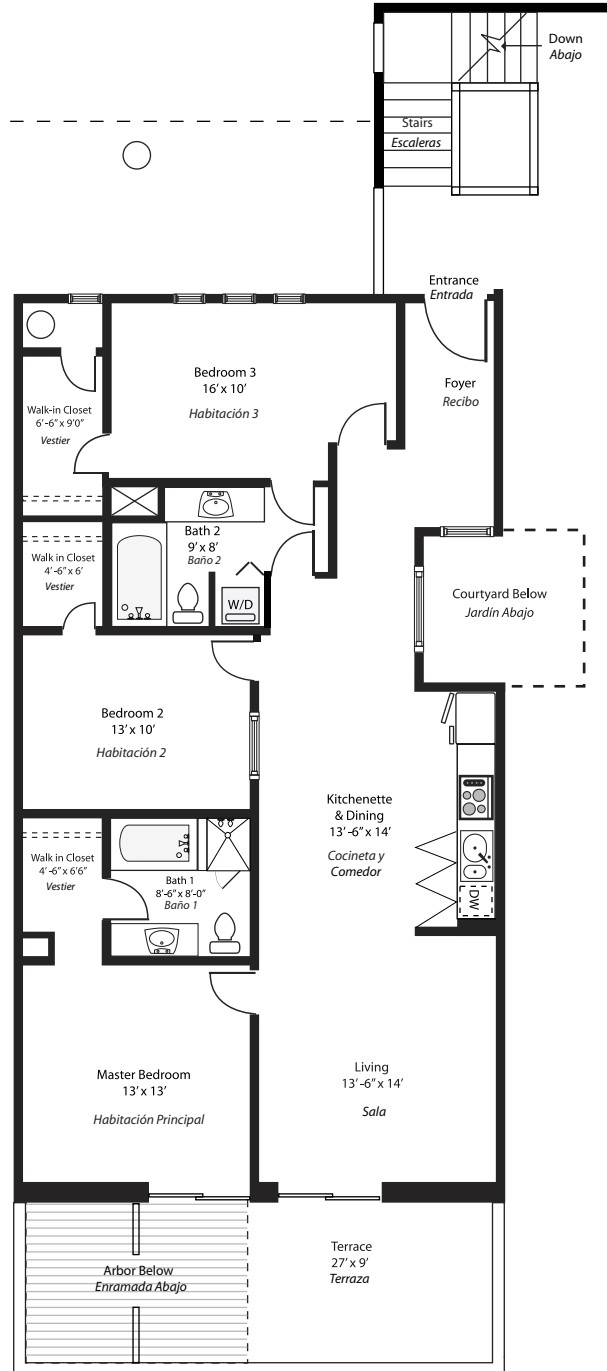 Down
Abajo
Stairs
Escaleras
Entrance
Entrada
Bedroom 3
16' x 10'
Habitación 3
Foyer
Recibo
Walk-in Closet
6'-6" x 9'0"
Vestier
Bath 2
9' x 8'
Baño 2
Walk in Closet
4'-6" x 6'
Vestier
W/D
Courtyard Below
Jardín Abajo
Bedroom 2
13' x 10'
Habitación 2
Kitchenette
& Dining
13'-6" x 14'
Cocineta y
Comedor
Walk in Closet
4'-6" x 6'6"
Vestier
Bath 1
8'-6" x 8'-0"
Baño 1
DW
Master Bedroom
13' x 13'
Habitación Principal
Living
13'-6" x 14'
Sala
Terrace
27' x 9'
Terraza
Arbor Below
Enramada Abajo